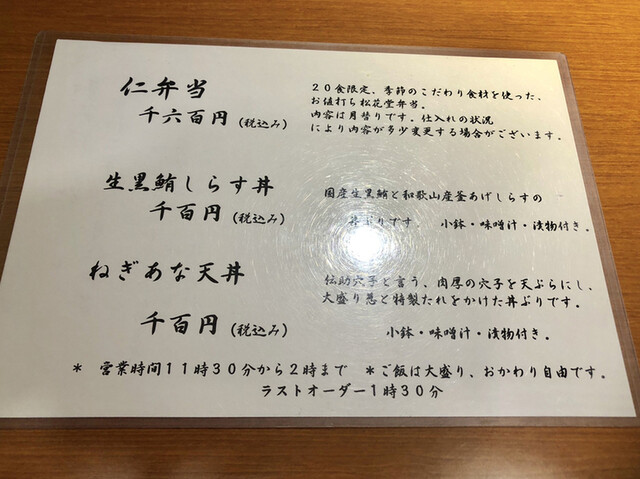 仁弁当
千六百円(税込み)
20食限定、季節のこだわり食材を使った、
お値打ち松花堂弁当。
内容は月替りです。仕入れの状況
により内容が多少変更する場合がございます。
生黒鮪しらす丼
千百円(税込み)
国産生黒鮪と和歌山産釜あげしらすの
丼ぶりです。 小鉢・味噌汁・漬物付き。
ねぎあな天丼
千百円(税込み)
伝助穴子と言う、肉厚の穴子を天ぷらにし、
大盛り葱と特製たれをかけた丼ぶりです。
小鉢・味噌汁・漬物付き。
* 営業時間11時30分から2時まで *ご飯は大盛り、おかわり自由です。
ラストオーダー1時30分